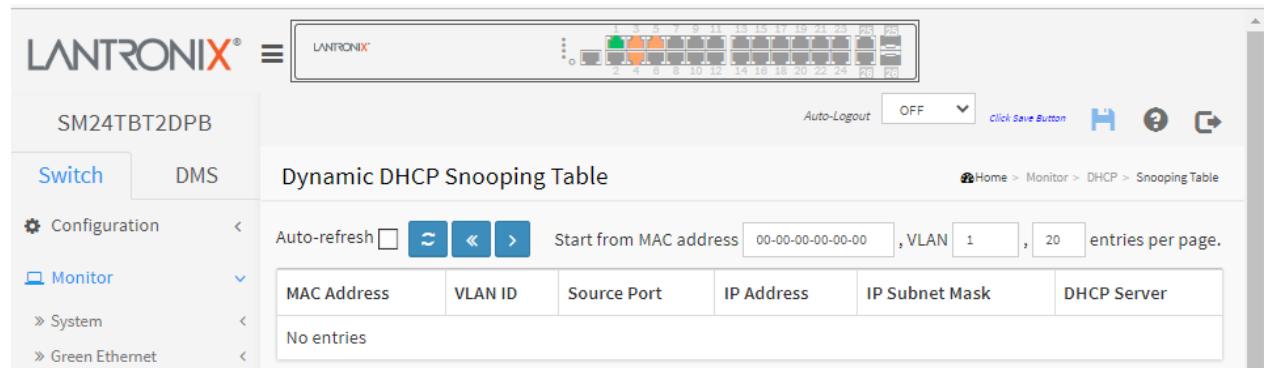 1 3 5 7 9 11 13 15 17 19 21 23 25 25
LANTRONIX® LANTRONIX®
2 4 6 8 10 12 14 16 18 20 22 24 26 26
SM24TBT2DPB Auto-Logout OFF Click Save Button
Switch DMS Dynamic DHCP Snooping Table Home > Monitor > DHCP > Snooping Table
Configuration Auto-refresh Start from MAC address 00-00-00-00-00-00 , VLAN 1 , 20 entries per page.
Monitor MAC Address VLAN ID Source Port IP Address IP Subnet Mask DHCP Server
» System No entries
» Green Ethernet